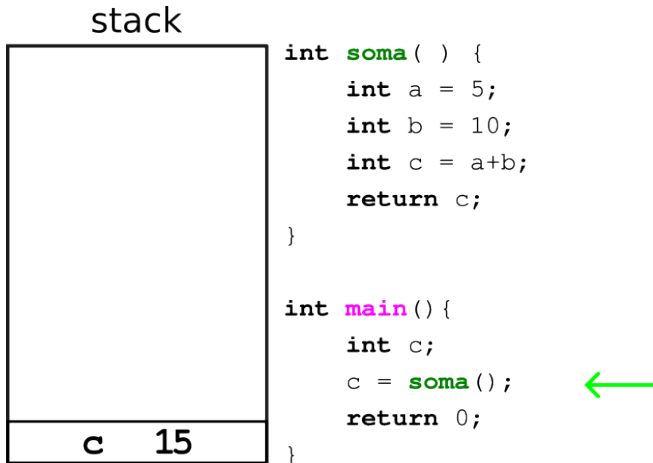 stack
int soma( ) {
int a = 5;
int b = 10;
int c = a+b;
return c;
}
int main(){
int c;
c = soma();
return 0;
}
c 15